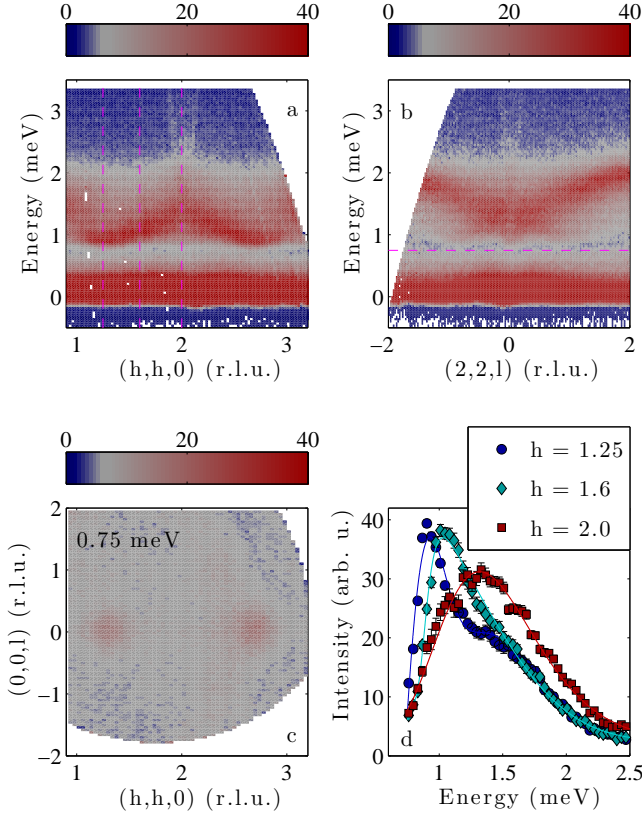 0 20 40
0 20 40
a
b
Energy (meV)
3
2
1
0
1 2 3
(h,h,0) (r.l.u.)
Energy (meV)
3
2
1
0
−2 0 2
(2,2,l) (r.l.u.)
0 20 40
0.75 meV
c
(0,0,l) (r.l.u.)
2
1
0
−1
−2
1 2 3
(h,h,0) (r.l.u.)
h = 1.25
h = 1.6
h = 2.0
d
Intensity (arb. u.)
40
30
20
10
0
1 1.5 2 2.5
Energy (meV)